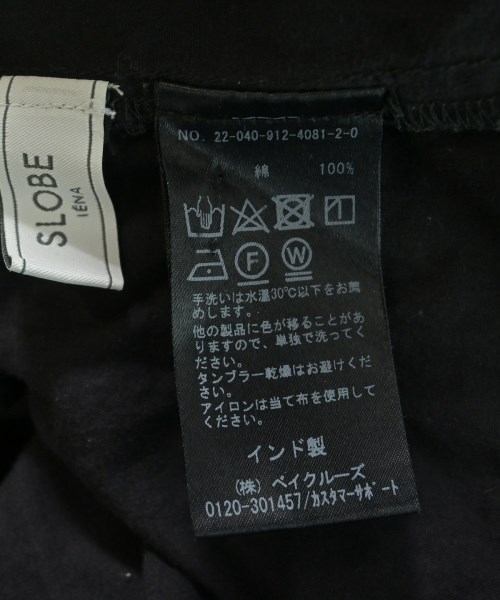 SLOBE
IÉNA
NO. 22-040-912-4081-2-0
綿 100%
F W
手洗いは水温30℃以下をお薦
めします。
他の製品に色が移ることがあ
りますので、単独で洗ってく
ださい。
タンブラー乾燥はお避けくだ
さい。
アイロンは当て布を使用して
ください。
インド製
(株) ベイクルーズ
0120-301457/カスタマーサポート